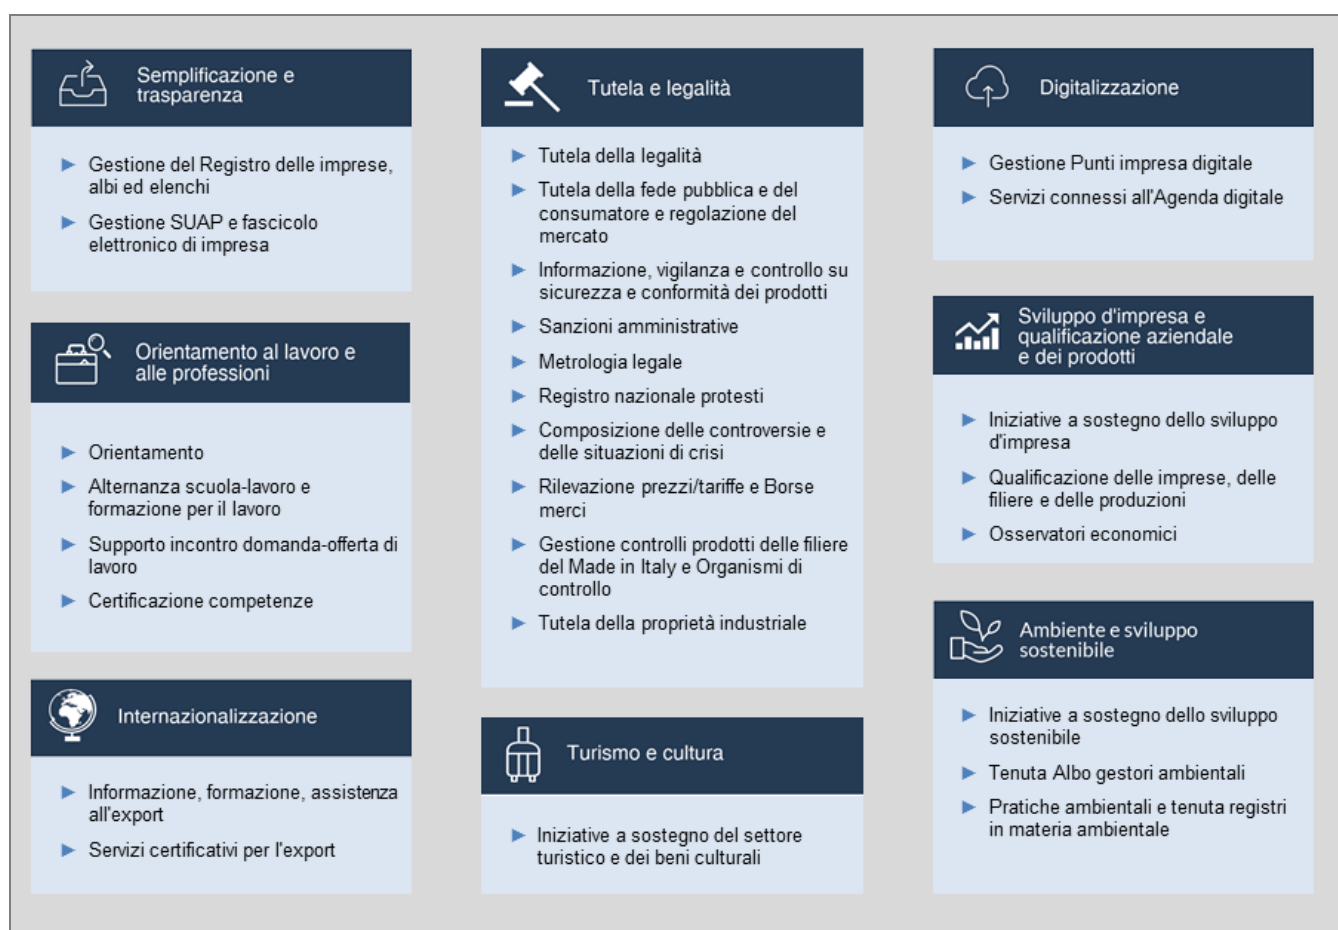 Semplificazione e
trasparenza
► Gestione del Registro delle imprese,
albi ed elenchi
► Gestione SUAP e fascicolo
elettronico di impresa
Orientamento al lavoro e
alle professioni
► Orientamento
► Alternanza scuola-lavoro e
formazione per il lavoro
► Supporto incontro domanda-offerta di
lavoro
► Certificazione competenze
Internazionalizzazione
► Informazione, formazione, assistenza
all'export
► Servizi certificativi per l'export
Tutela e legalità
► Tutela della legalità
► Tutela della fede pubblica e del
consumatore e regolazione del
mercato
► Informazione, vigilanza e controllo su
sicurezza e conformità dei prodotti
► Sanzioni amministrative
► Metrologia legale
► Registro nazionale protesti
► Composizione delle controversie e
delle situazioni di crisi
► Rilevazione prezzi/tariffe e Borse
merci
► Gestione controlli prodotti delle filiere
del Made in Italy e Organismi di
controllo
► Tutela della proprietà industriale
Turismo e cultura
► Iniziative a sostegno del settore
turistico e dei beni culturali
Digitalizzazione
► Gestione Punti impresa digitale
► Servizi connessi all'Agenda digitale
Sviluppo d'impresa e
qualificazione aziendale
e dei prodotti
► Iniziative a sostegno dello sviluppo
d'impresa
► Qualificazione delle imprese, delle
filiere e delle produzioni
► Osservatori economici
Ambiente e sviluppo
sostenibile
► Iniziative a sostegno dello sviluppo
sostenibile
► Tenuta Albo gestori ambientali
► Pratiche ambientali e tenuta registri
in materia ambientale